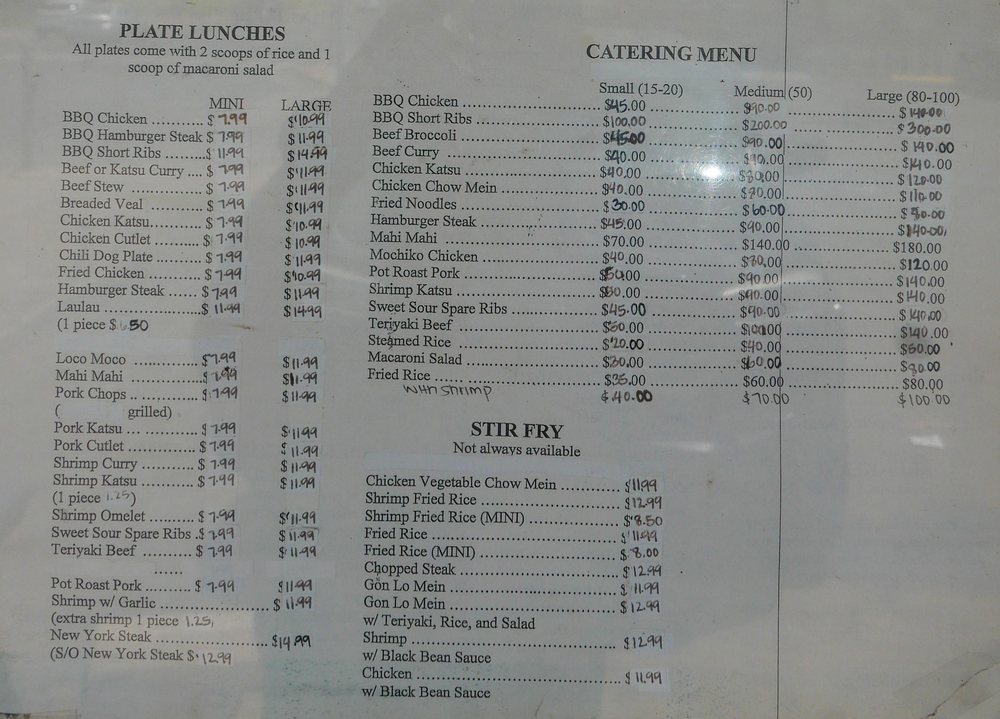 PLATE LUNCHES
All plates come with 2 scoops of rice and 1
scoop of macaroni salad
MINI LARGE
BBQ Chicken ............ $ 7.99 $10.99
BBQ Hamburger Steak $ 7.99 $ 11.99
BBQ Short Ribs ........$ 11.99 $ 14.99
Beef or Katsu Curry .... $ 7.99 $11.99
Beef Stew ............... $ 7.99 $11.99
Breaded Veal ........... $ 7.99 $11.99
Chicken Katsu.......... $ 7.99 $10.99
Chicken Cutlet ......... $ 7.99 $ 10.99
Chili Dog Plate ........ $ 7.99 $ 11.99
Fried Chicken .......... $ 7.99 $10.99
Hamburger Steak ...... $ 7.99 $11.99
Laulau .................. $ 11.99 $14.99
(1 piece $ 6.50
Loco Moco .............. $7.99 $11.99
Mahi Mahi .............. $ 7.99 $11.99
Pork Chops .. .......... $ 7.99 $ 11.99
( grilled)
Pork Katsu ... ........... $ 7.99 $ 11.99
Pork Cutlet .............. $ 7.99 $ 11.99
Shrimp Curry ........... $ 7.99 $ 11.99
Shrimp Katsu ........... $ 7.99 $ 11.99
(1 piece 1.25)
Shrimp Omelet .......... $ 7.99 $ 11.99
Sweet Sour Spare Ribs .$ 7.99 $ 11.99
Teriyaki Beef ........... $ 7.99 $ 11.99
......
Pot Roast Pork .......... $ 7.99 $11.99
Shrimp w/ Garlic ......................... $ 11.99
(extra shrimp 1 piece 1.25)
New York Steak .......................... $14.99
(S/O New York Steak $ 12.99
CATERING MENU
Small (15-20) Medium (50) Large (80-100)
BBQ Chicken ........ $45.00 ........ $90.00 ........ $ 140.00
BBQ Short Ribs ........ $100.00 ........ $200.00 ........ $ 300.00
Beef Broccoli ........ $45.00 ........ $90.00 ........ $ 140.00
Beef Curry ........ $40.00 ........ $90.00 ........ $140.00
Chicken Katsu ........ $40.00 ........ $80.00 ........ $120.00
Chicken Chow Mein ........ $40.00 ........ $80.00 ........ $110.00
Fried Noodles ........ $ 30.00 ........ $ 60.00 ........
Hamburger Steak ........ $45.00 ........ $90.00 ........ $140.00
Mahi Mahi ........ $70.00 ........ $140.00 ........ $180.00
Mochiko Chicken ........ $40.00 ........ $80.00 ........ $120.00
Pot Roast Pork ........ $50.00 ........ $90.00 ........ $140.00
Shrimp Katsu ........ $50.00 ........ $90.00 ........ $140.00
Sweet Sour Spare Ribs ........ $45.00 ........ $90.00 ........ $140.00
Teriyaki Beef ........ $50.00 ........ $100.00 ........ $140.00
Steamed Rice ........ $20.00 ........ $40.00 ........
Macaroni Salad ........ $30.00 ........ $60.00 ........
Fried Rice ........ $35.00 ........ $60.00 ........ $80.00
with shrimp $ 40.00 $70.00 $100.00
STIR FRY
Not always available
Chicken Vegetable Chow Mein ............ $11.99
Shrimp Fried Rice ............ $12.99
Shrimp Fried Rice (MINI) ............ $8.50
Fried Rice ............ $11.99
Fried Rice (MINI) ............ $ 8.00
Chopped Steak ............ $12.99
Gon Lo Mein ............ $ 11.99
Gon Lo Mein ............ $ 12.99
w/ Teriyaki, Rice, and Salad
Shrimp ............ $12.99
w/ Black Bean Sauce
Chicken ............ $ 11.99
w/ Black Bean Sauce